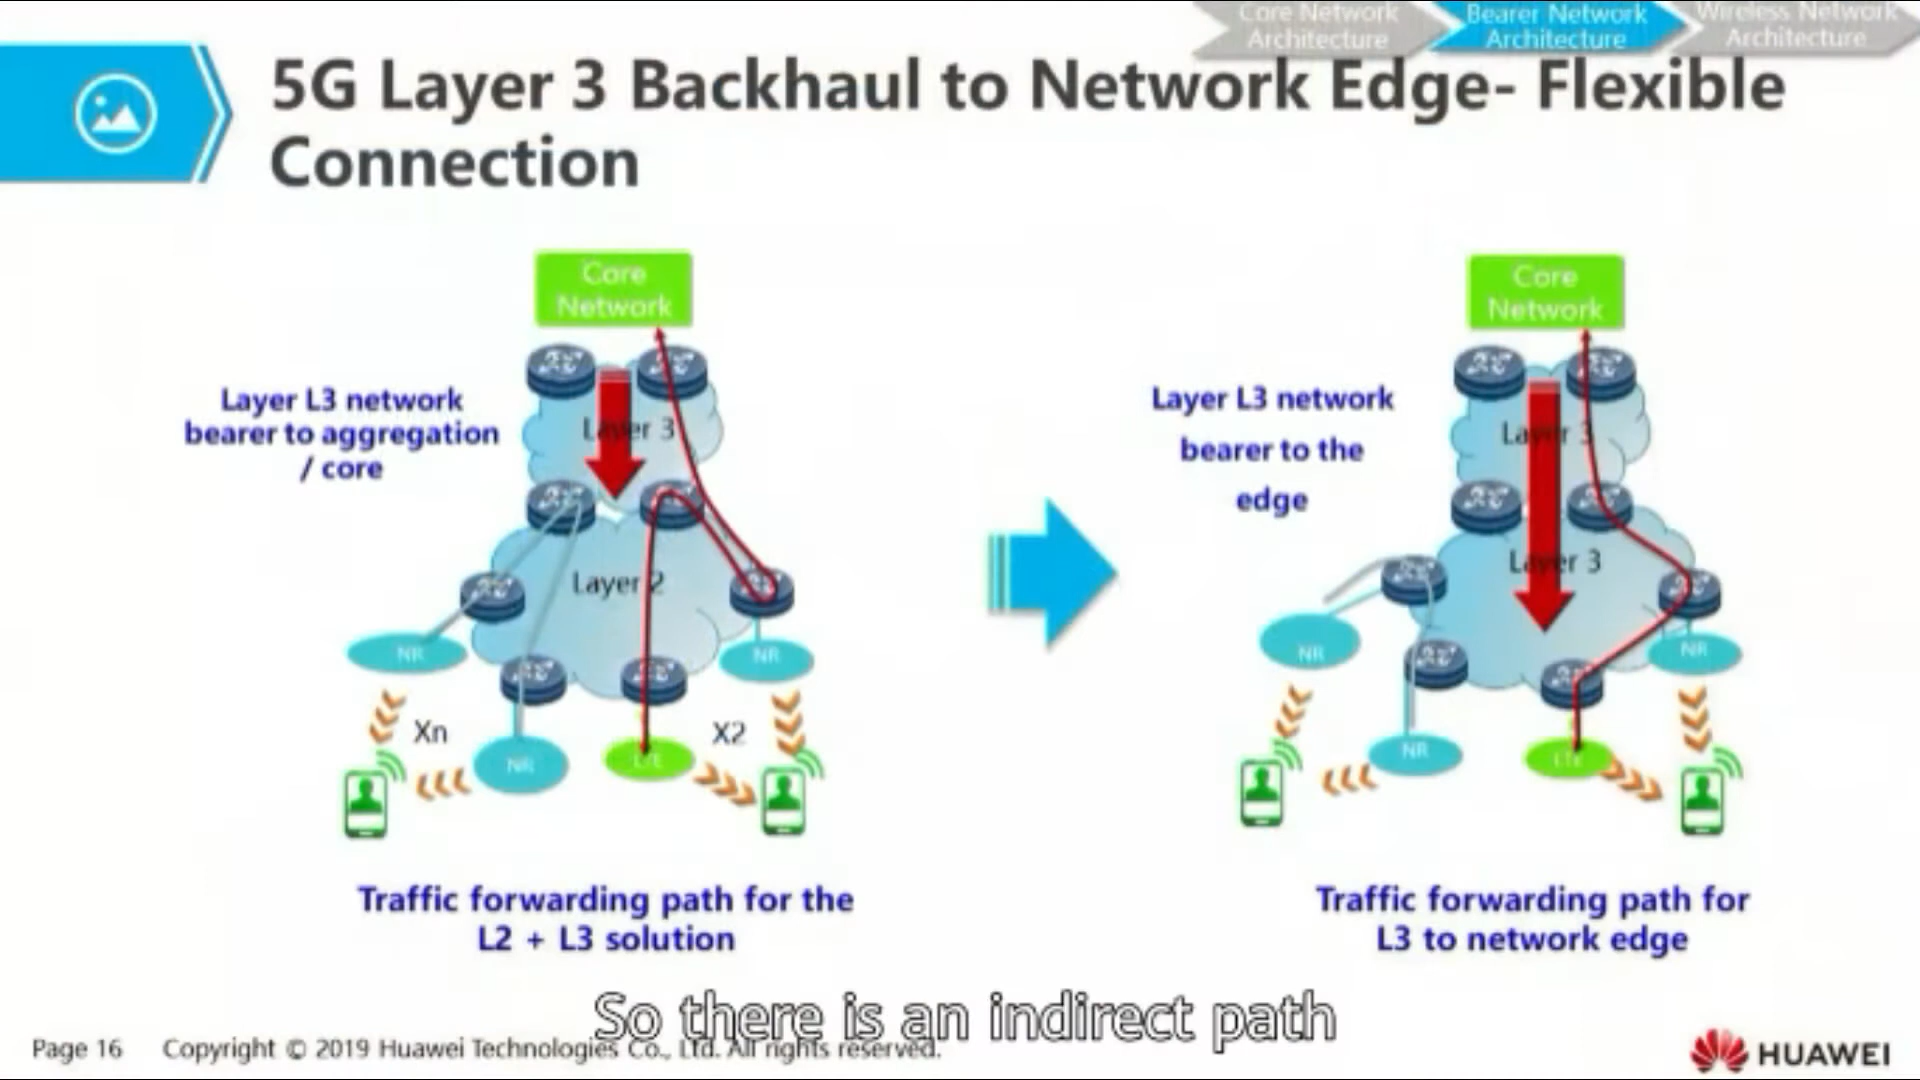 Core Network
Architecture
Bearer Network
Architecture
Wireless Network
Architecture
5G Layer 3 Backhaul to Network Edge- Flexible
Connection
Core
Network
Layer L3 network
bearer to aggregation
/ core
Layer 3
Layer 2
NR
NR
Xn
X2
NR
LTE
Traffic forwarding path for the
L2 + L3 solution
Core
Network
Layer L3 network
bearer to the
edge
Layer 3
Layer 3
NR
NR
NR
LTE
Traffic forwarding path for
L3 to network edge
So there is an indirect path
Page 16 Copyright © 2019 Huawei Technologies Co., Ltd. All rights reserved.
HUAWEI